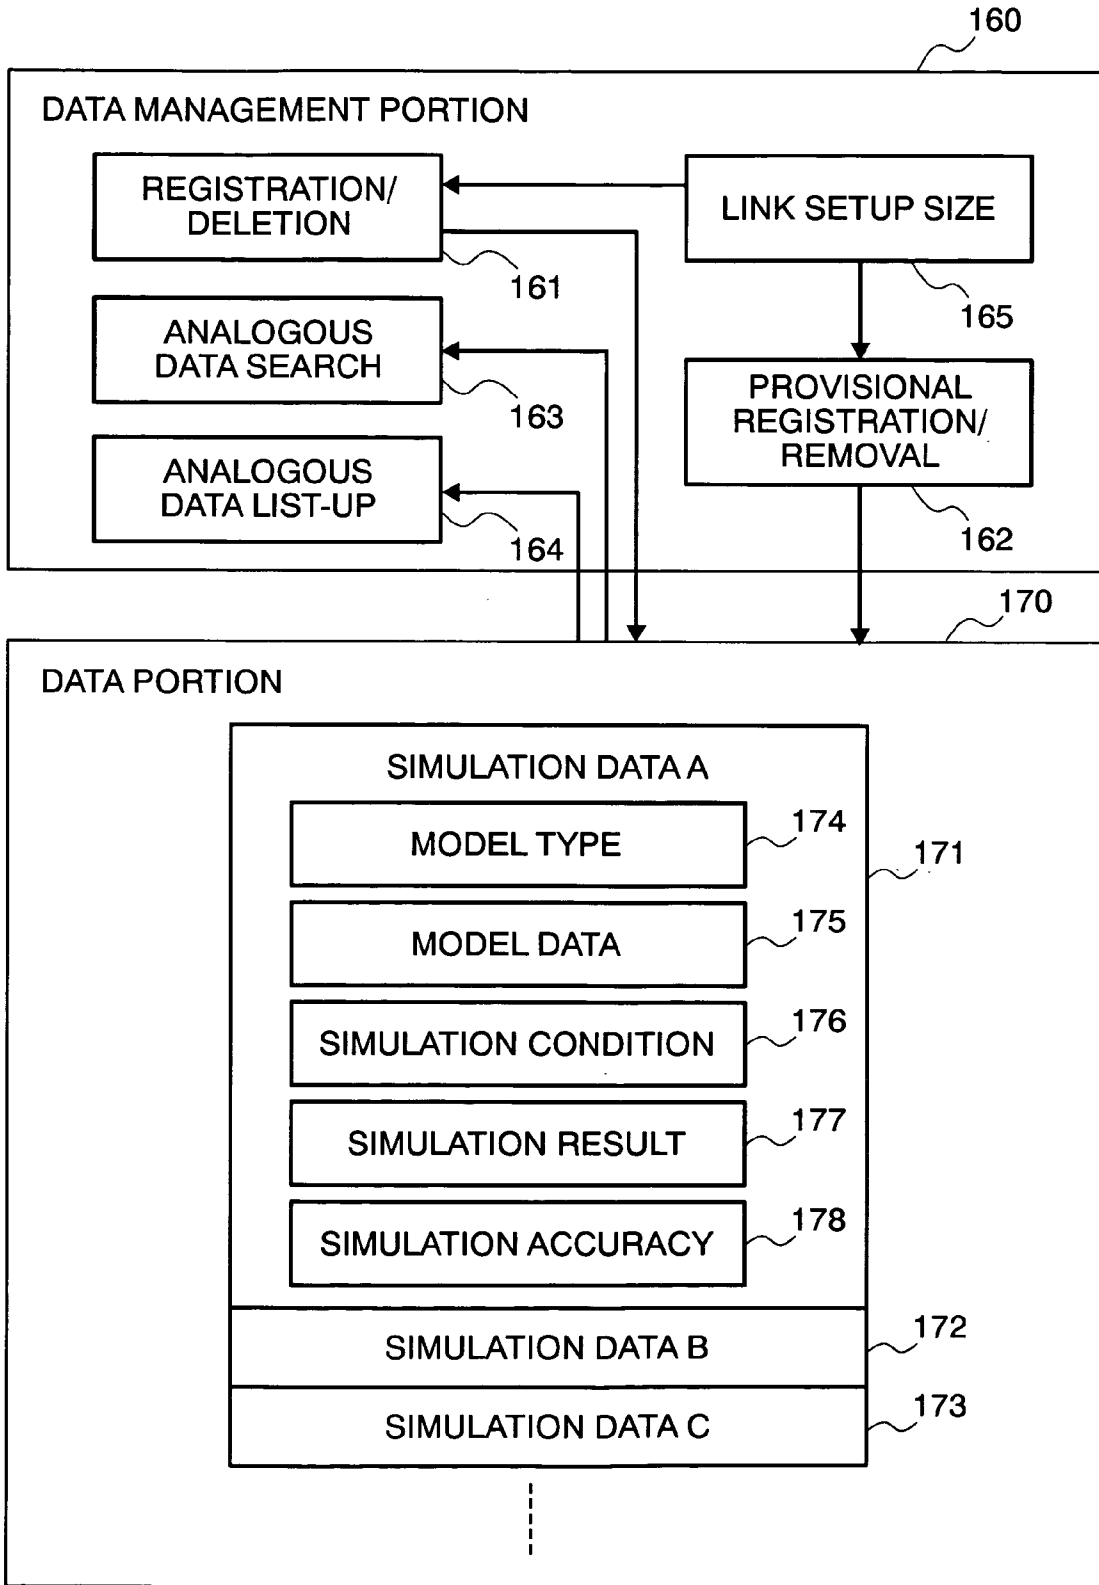 160
DATA MANAGEMENT PORTION
REGISTRATION/
DELETION
161
LINK SETUP SIZE
165
ANALOGOUS
DATA SEARCH
163
PROVISIONAL
REGISTRATION/
REMOVAL
162
ANALOGOUS
DATA LIST-UP
164
170
DATA PORTION
SIMULATION DATA A
171
MODEL TYPE
174
MODEL DATA
175
SIMULATION CONDITION
176
SIMULATION RESULT
177
SIMULATION ACCURACY
178
SIMULATION DATA B
172
SIMULATION DATA C
173